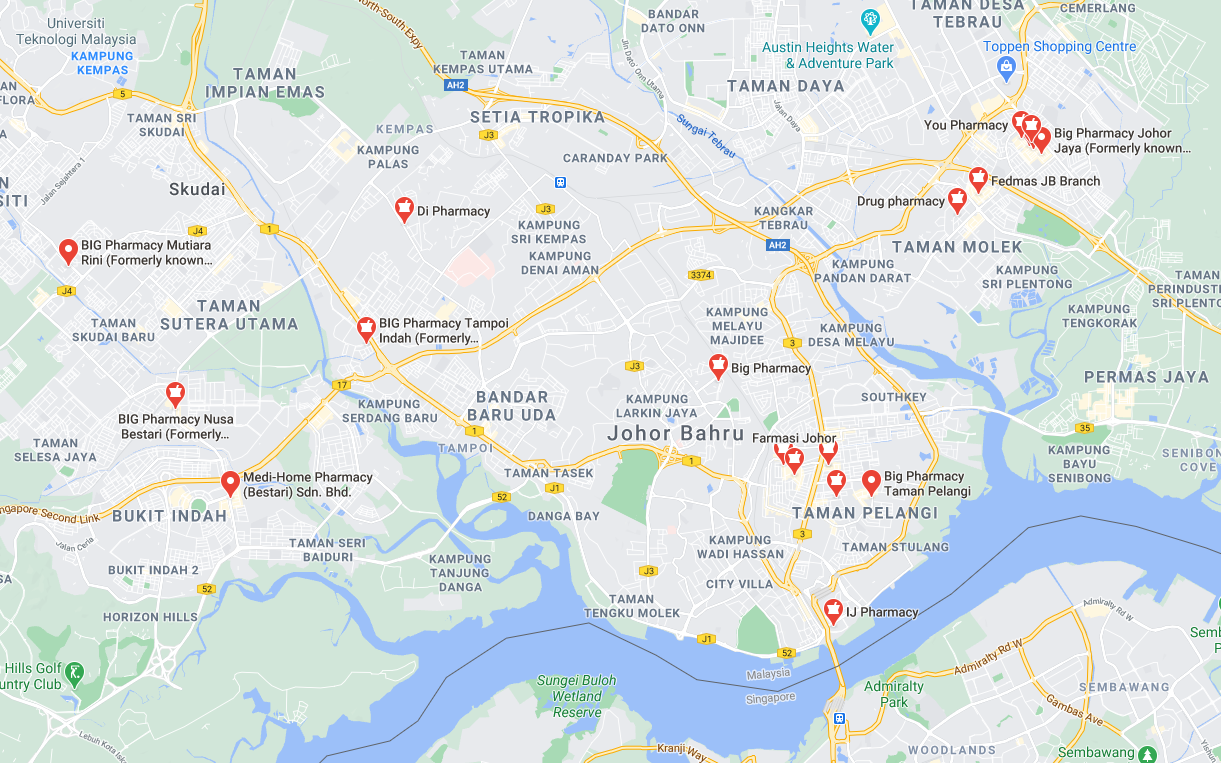 Universiti
Teknologi Malaysia
KAMPUNG
KEMPAS
North-South Expy
BANDAR
DATO ONN
TAMAN DESA
TEBRAU
CEMERLANG
Austin Heights Water
& Adventure Park
Toppen Shopping Centre
TAMAN
KEMPAS UTAMA
AH2
TAMAN
IMPIAN EMAS
FLORA
5
TAMAN SRI
SKUDAI
SETIA TROPIKA
TAMAN DAYA
Jalan Daya
Sungai Tebrau
KEMPAS
J3
KAMPUNG
PALAS
CARANDAY PARK
You Pharmacy
Big Pharmacy Johor
Jaya (Formerly known...
Fedmas JB Branch
Drug pharmacy
Skudai
Di Pharmacy
J3
KAMPUNG
SRI KEMPAS
KAMPUNG
DENAI AMAN
KANGKAR
TEBRAU
AH2
TAMAN MOLEK
J4
1
BIG Pharmacy Mutiara
Rini (Formerly known...
J4
3374
KAMPUNG
PANDAN DARAT
KAMPUNG
SRI PLENTONG
TAMAN
PERINDUSTI
SRI PLENTO
TAMAN
SUTERA UTAMA
TAMAN
SKUDAI BARU
BIG Pharmacy Tampoi
Indah (Formerly...
KAMPUNG
MELAYU
MAJIDEE
3
KAMPUNG
DESA MELAYU
KAMPUNG
TENGKORAK
J3
Big Pharmacy
PERMAS JAYA
17
BIG Pharmacy Nusa
Bestari (Formerly...
KAMPUNG
SERDANG BARU
BANDAR
BARU UDA
KAMPUNG
LARKIN JAYA
SOUTHKEY
1
Johor Bahru
35
TAMAN
SELESA JAYA
TAMPOI
Farmasi Johor
1
KAMPUNG
BAYU
SENIBONG
SENIBON
COVE
Medi-Home Pharmacy
(Bestari) Sdn. Bhd.
TAMAN TASEK
J1
52
Big Pharmacy
Taman Pelangi
ngapore Second Link
BUKIT INDAH
DANGA BAY
TAMAN PELANGI
3
TAMAN SERI
BAIDURI
KAMPUNG
WADI HASSAN
TAMAN STULANG
BUKIT INDAH 2
52
KAMPUNG
TANJUNG
DANGA
J3
CITY VILLA
HORIZON HILLS
TAMAN
TENGKU MOLEK
IJ Pharmacy
Admiralty Rd W
J1
52
Admiralty Rd W
Hills Golf
untry Club
Malaysia
Singapore
Sungei Buloh
Wetland
Reserve
Admiralty
Park
SEMBAWANG
Gambas Ave
Lebuh Kota
Kranji Way
WOODLANDS
Sembawang